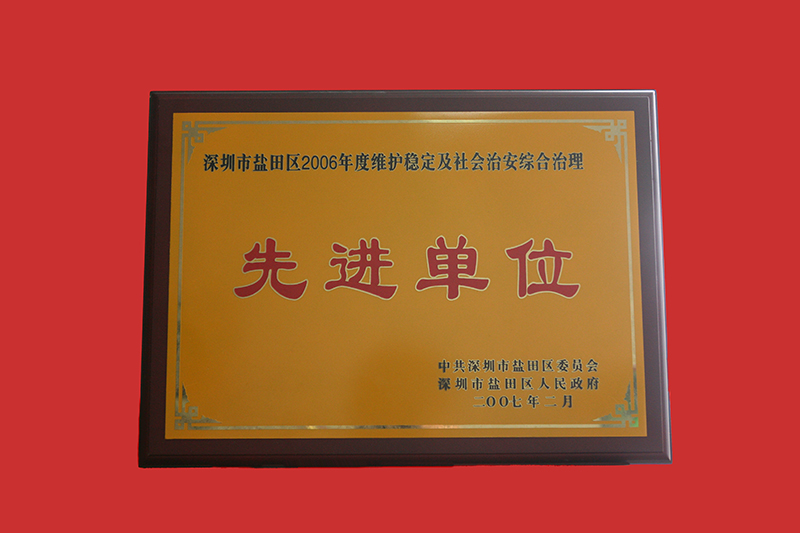 深圳市盐田区2006年度维护稳定及社会治安综合治理
先进单位
中共深圳市盐田区委员会
深圳市盐田区人民政府
二〇〇七年二月